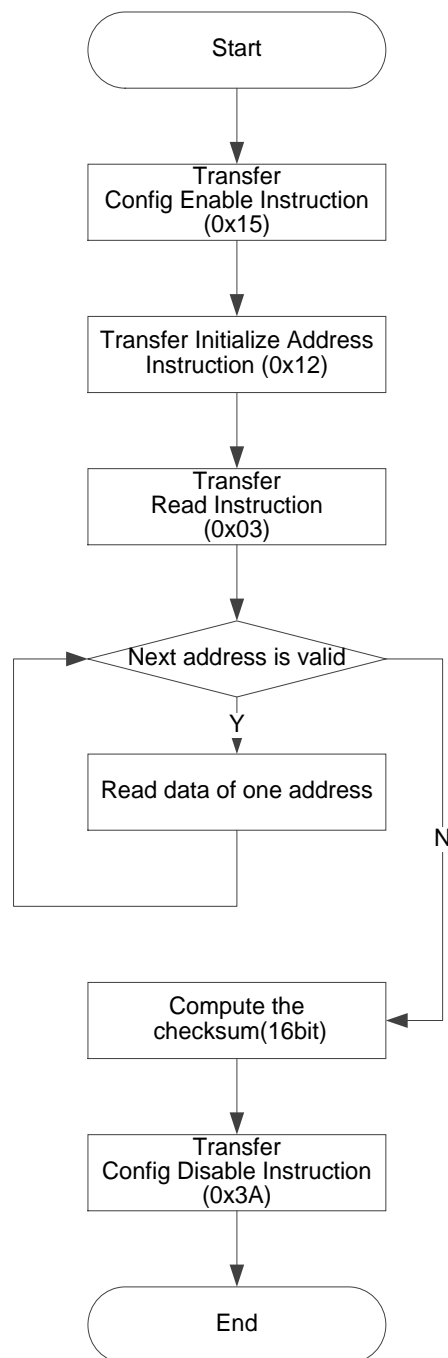 Start
Transfer
Config Enable Instruction
(0x15)
Transfer Initialize Address
Instruction (0x12)
Transfer
Read Instruction
(0x03)
Next address is valid
Y
Read data of one address
N
Compute the
checksum(16bit)
Transfer
Config Disable Instruction
(0x3A)
End